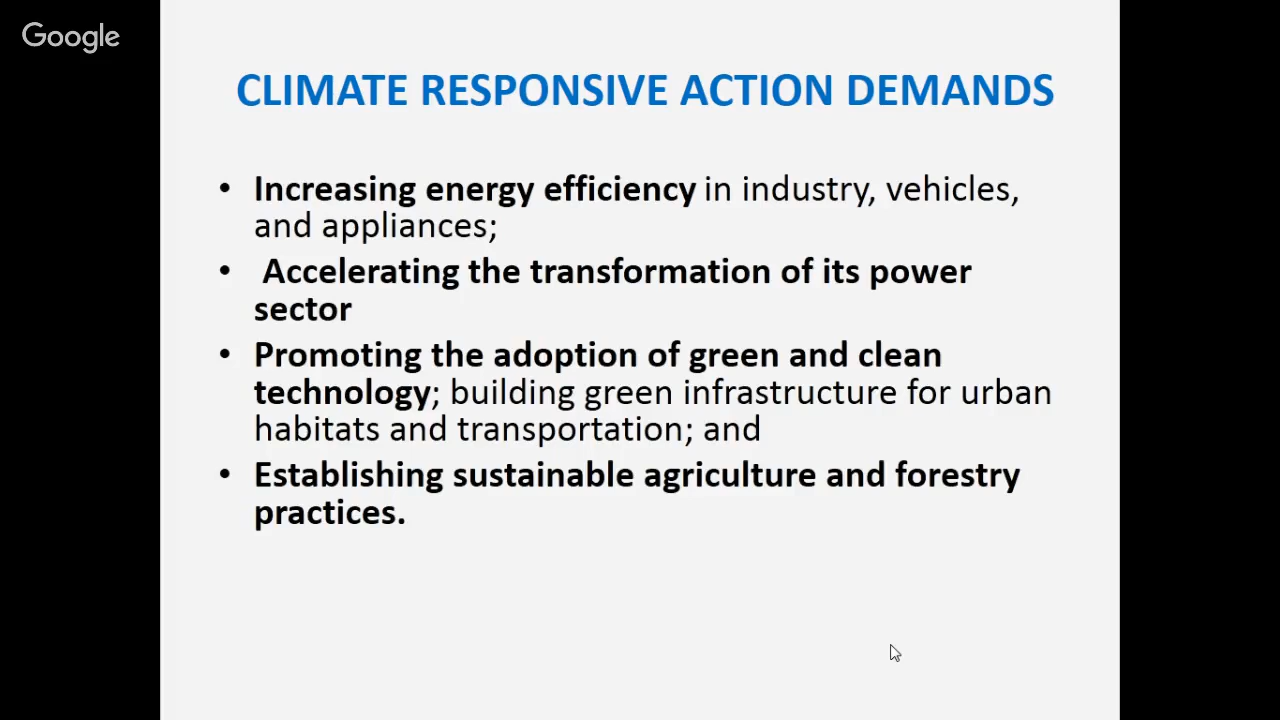 Google
CLIMATE RESPONSIVE ACTION DEMANDS
• Increasing energy efficiency in industry, vehicles,
and appliances;
• Accelerating the transformation of its power
sector
• Promoting the adoption of green and clean
technology; building green infrastructure for urban
habitats and transportation; and
• Establishing sustainable agriculture and forestry
practices.